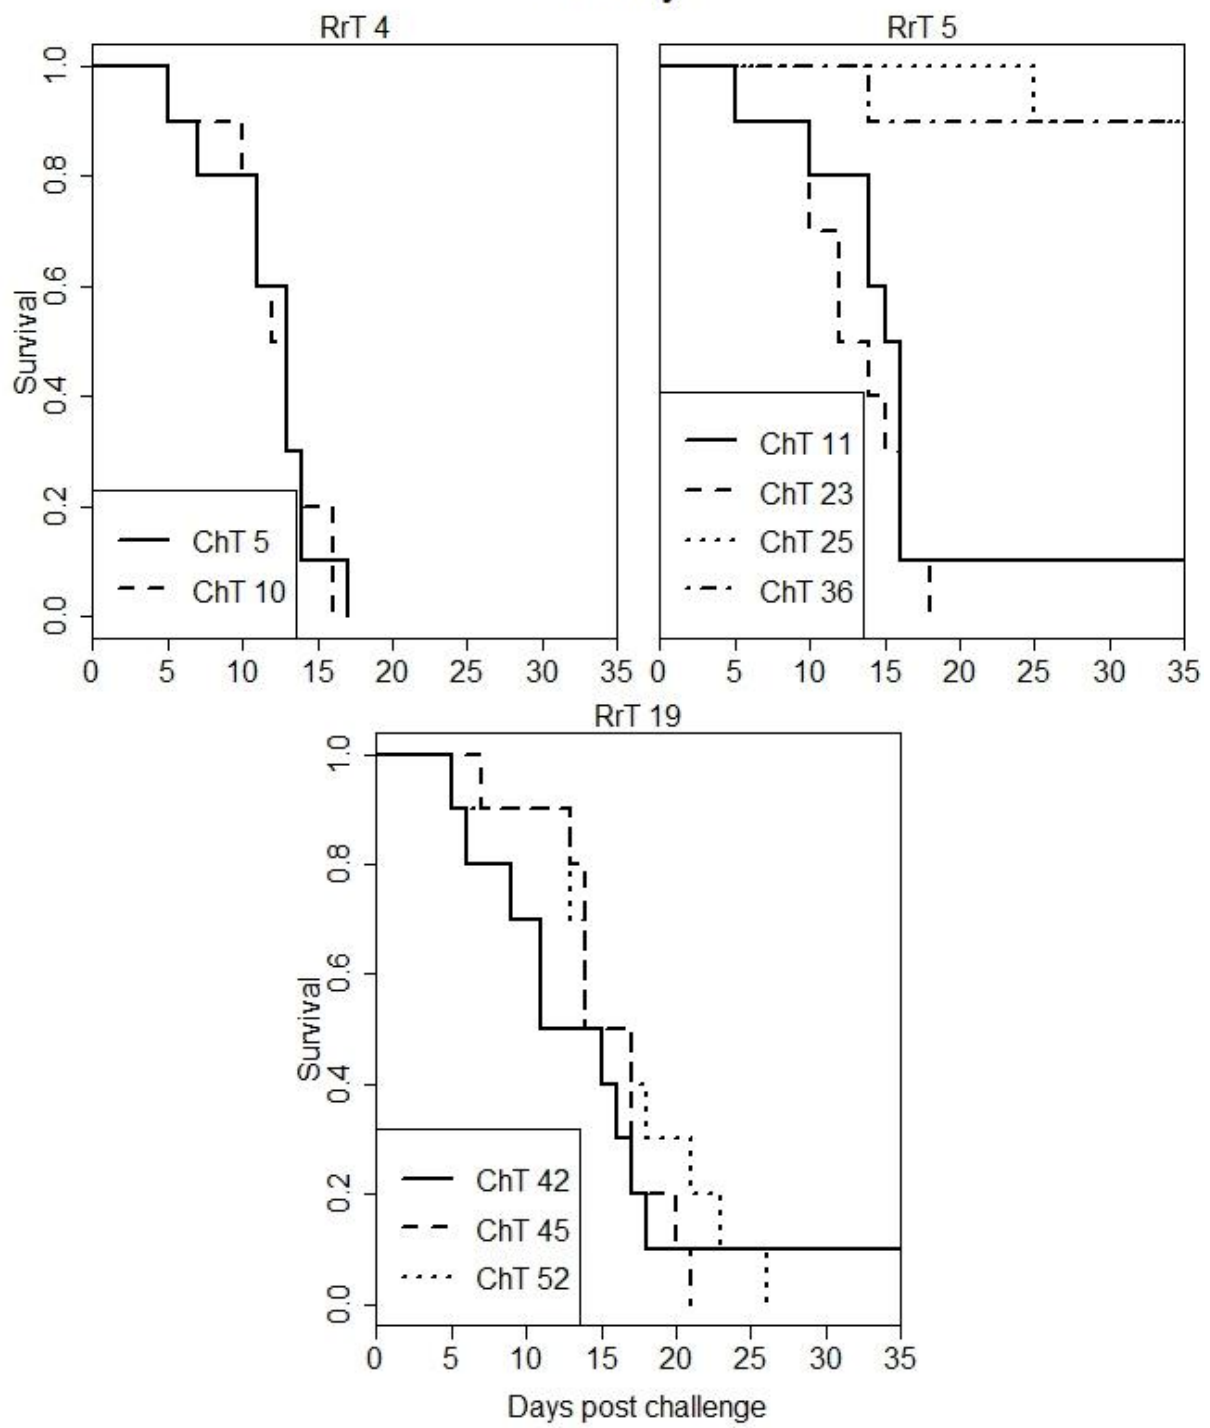 RrT 4
1.0
0.8
0.6
0.4
0.2
0.0
Survival
ChT 5
ChT 10
0 5 10 15 20 25 30 35
RrT 5
ChT 11
ChT 23
ChT 25
ChT 36
0 5 10 15 20 25 30 35
RrT 19
1.0
0.8
0.6
0.4
0.2
0.0
Survival
ChT 42
ChT 45
ChT 52
0 5 10 15 20 25 30 35
Days post challenge